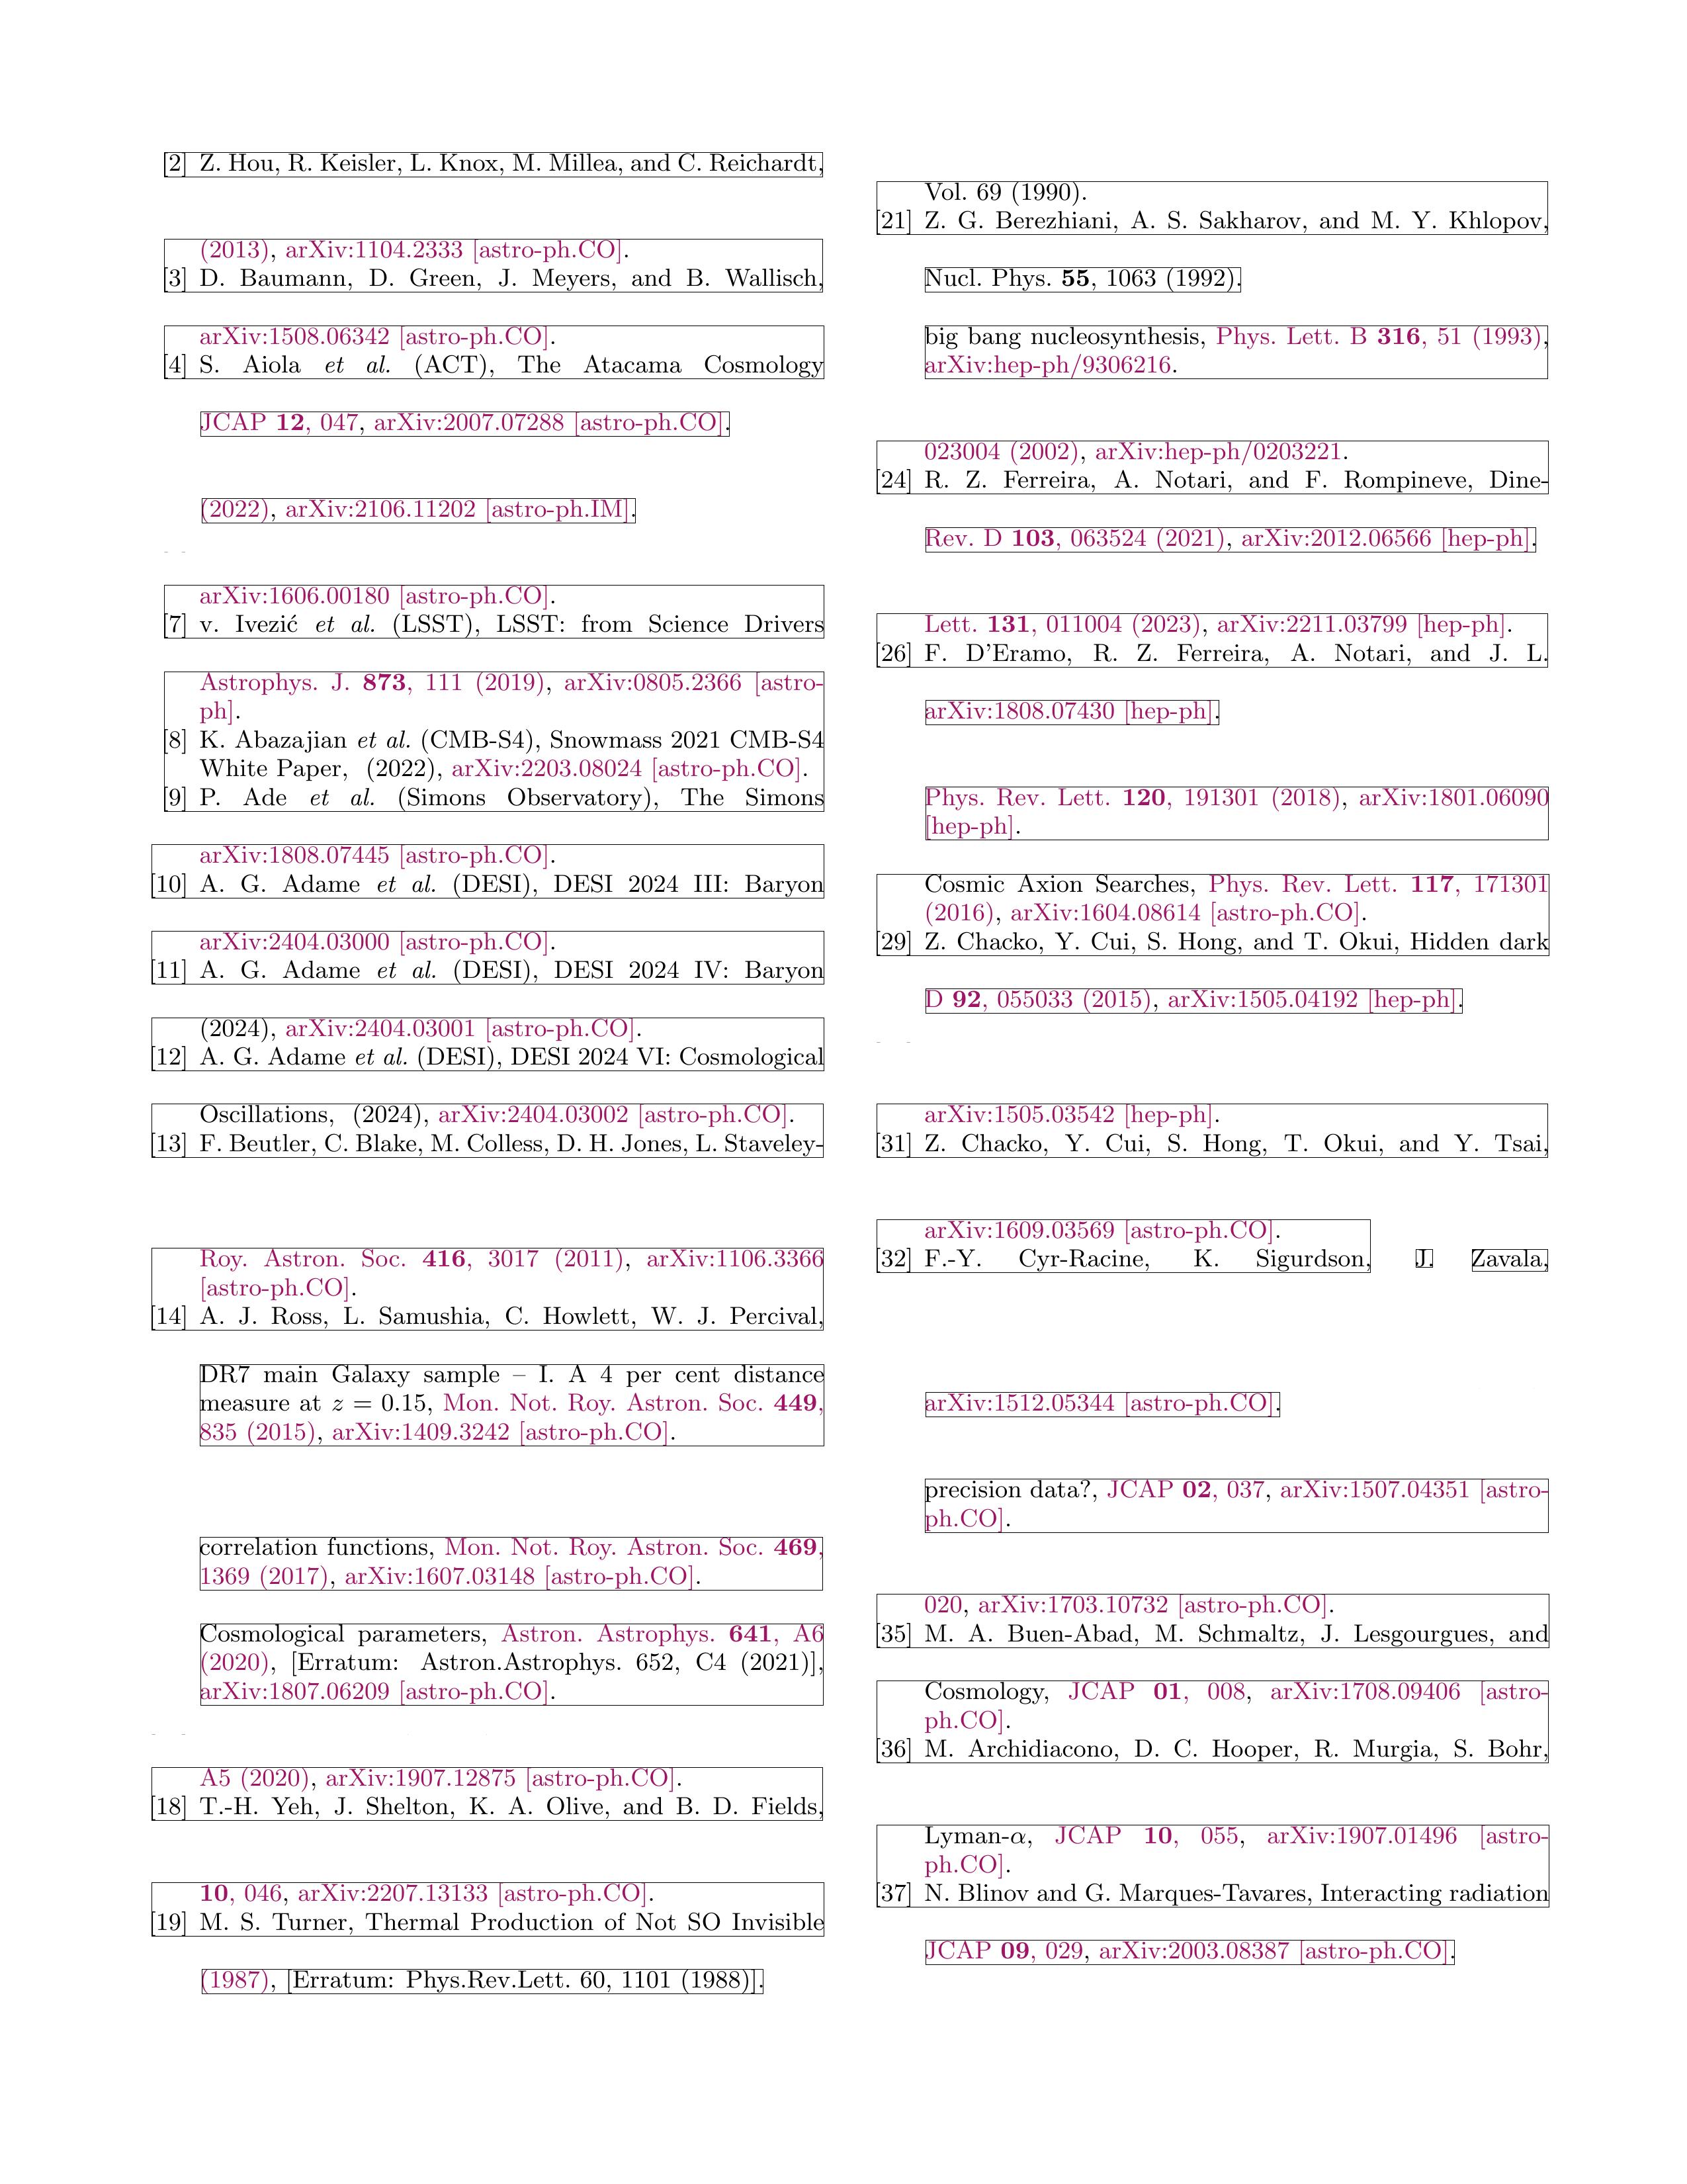 [2] Z. Hou, R. Keisler, L. Knox, M. Millea, and C. Reichardt,
(2013), arXiv:1104.2333 [astro-ph.CO].
[3] D. Baumann, D. Green, J. Meyers, and B. Wallisch,
arXiv:1508.06342 [astro-ph.CO].
[4] S. Aiola et al. (ACT), The Atacama Cosmology
JCAP 12, 047, arXiv:2007.07288 [astro-ph.CO].
(2022), arXiv:2106.11202 [astro-ph.IM].
arXiv:1606.00180 [astro-ph.CO].
[7] v. Ivezić et al. (LSST), LSST: from Science Drivers
Astrophys. J. 873, 111 (2019), arXiv:0805.2366 [astro-
ph].
[8] K. Abazajian et al. (CMB-S4), Snowmass 2021 CMB-S4
White Paper, (2022), arXiv:2203.08024 [astro-ph.CO].
[9] P. Ade et al. (Simons Observatory), The Simons
arXiv:1808.07445 [astro-ph.CO].
[10] A. G. Adame et al. (DESI), DESI 2024 III: Baryon
arXiv:2404.03000 [astro-ph.CO].
[11] A. G. Adame et al. (DESI), DESI 2024 IV: Baryon
(2024), arXiv:2404.03001 [astro-ph.CO].
[12] A. G. Adame et al. (DESI), DESI 2024 VI: Cosmological
Oscillations, (2024), arXiv:2404.03002 [astro-ph.CO].
[13] F. Beutler, C. Blake, M. Colless, D. H. Jones, L. Staveley-
Roy. Astron. Soc. 416, 3017 (2011), arXiv:1106.3366
[astro-ph.CO].
[14] A. J. Ross, L. Samushia, C. Howlett, W. J. Percival,
DR7 main Galaxy sample – I. A 4 per cent distance
measure at z = 0.15, Mon. Not. Roy. Astron. Soc. 449,
835 (2015), arXiv:1409.3242 [astro-ph.CO].
correlation functions, Mon. Not. Roy. Astron. Soc. 469,
1369 (2017), arXiv:1607.03148 [astro-ph.CO].
Cosmological parameters, Astron. Astrophys. 641, A6
(2020), [Erratum: Astron.Astrophys. 652, C4 (2021)],
arXiv:1807.06209 [astro-ph.CO].
A5 (2020), arXiv:1907.12875 [astro-ph.CO].
[18] T.-H. Yeh, J. Shelton, K. A. Olive, and B. D. Fields,
10, 046, arXiv:2207.13133 [astro-ph.CO].
[19] M. S. Turner, Thermal Production of Not SO Invisible
(1987), [Erratum: Phys.Rev.Lett. 60, 1101 (1988)].
Vol. 69 (1990).
[21] Z. G. Berezhiani, A. S. Sakharov, and M. Y. Khlopov,
Nucl. Phys. 55, 1063 (1992).
big bang nucleosynthesis, Phys. Lett. B 316, 51 (1993),
arXiv:hep-ph/9306216.
023004 (2002), arXiv:hep-ph/0203221.
[24] R. Z. Ferreira, A. Notari, and F. Rompineve, Dine-
Rev. D 103, 063524 (2021), arXiv:2012.06566 [hep-ph].
Lett. 131, 011004 (2023), arXiv:2211.03799 [hep-ph].
[26] F. D'Eramo, R. Z. Ferreira, A. Notari, and J. L.
arXiv:1808.07430 [hep-ph].
Phys. Rev. Lett. 120, 191301 (2018), arXiv:1801.06090
[hep-ph].
Cosmic Axion Searches, Phys. Rev. Lett. 117, 171301
(2016), arXiv:1604.08614 [astro-ph.CO].
[29] Z. Chacko, Y. Cui, S. Hong, and T. Okui, Hidden dark
D 92, 055033 (2015), arXiv:1505.04192 [hep-ph].
arXiv:1505.03542 [hep-ph].
[31] Z. Chacko, Y. Cui, S. Hong, T. Okui, and Y. Tsai,
arXiv:1609.03569 [astro-ph.CO].
[32] F.-Y. Cyr-Racine, K. Sigurdson, J. Zavala,
arXiv:1512.05344 [astro-ph.CO].
precision data?, JCAP 02, 037, arXiv:1507.04351 [astro-
ph.CO].
020, arXiv:1703.10732 [astro-ph.CO].
[35] M. A. Buen-Abad, M. Schmaltz, J. Lesgourgues, and
Cosmology, JCAP 01, 008, arXiv:1708.09406 [astro-
ph.CO].
[36] M. Archidiacono, D. C. Hooper, R. Murgia, S. Bohr,
Lyman-α, JCAP 10, 055, arXiv:1907.01496 [astro-
ph.CO].
[37] N. Blinov and G. Marques-Tavares, Interacting radiation
JCAP 09, 029, arXiv:2003.08387 [astro-ph.CO].